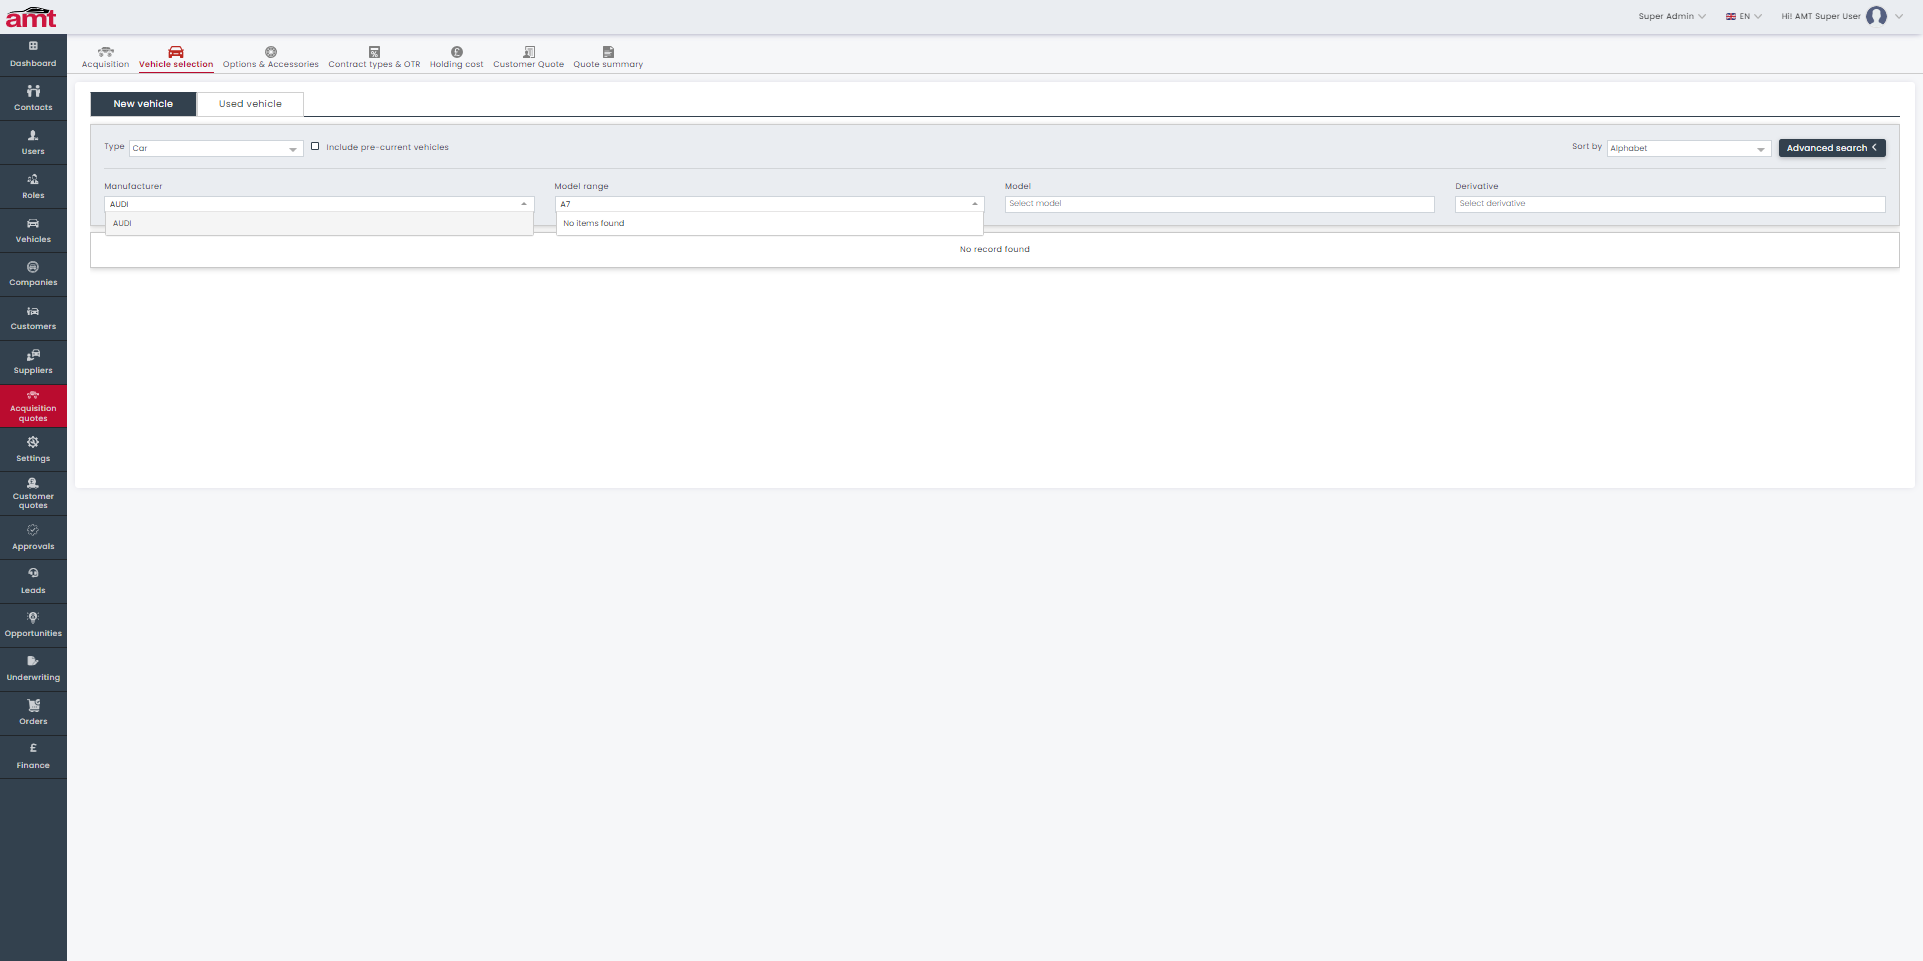 amt
Super Admin
EN
Hi! AMT Super User
Dashboard
Contacts
Users
Roles
Vehicles
Companies
Customers
Suppliers
Acquisition
quotes
Settings
Customer
quotes
Approvals
Leads
Opportunities
Underwriting
Orders
£
Finance
Acquisition
Vehicle selection
Options & Accessories
Contract types & OTR
Holding cost
Customer Quote
Quote summary
New vehicle
Used vehicle
Type
Car
Include pre-current vehicles
Sort by
Alphabet
Advanced search
Manufacturer
AUDI
AUDI
Model range
A7
No items found
Model
Select model
Derivative
Select derivative
No record found